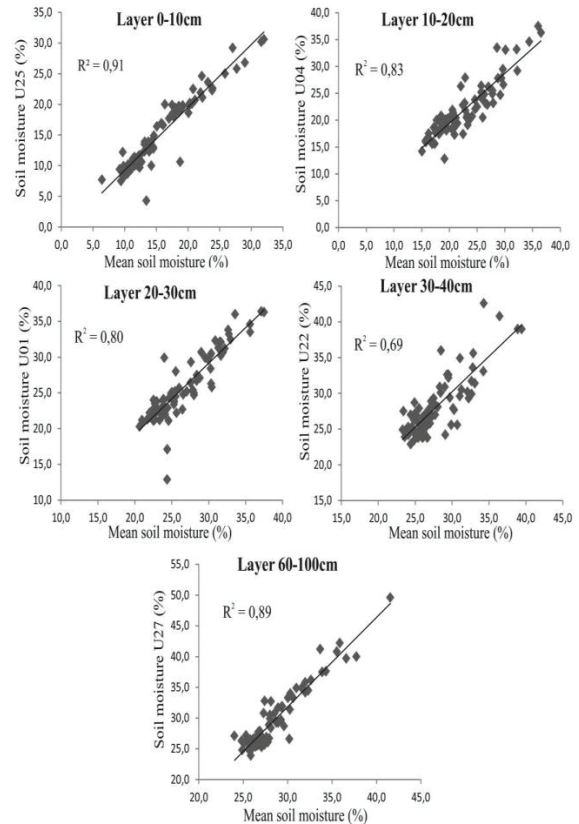 Layer 0-10cm
Soil moisture U25 (%)
35,0
30,0
25,0
20,0
15,0
10,0
5,0
0,0
R² = 0,91
0,0 5,0 10,0 15,0 20,0 25,0 30,0 35,0
Mean soil moisture (%)
Layer 10-20cm
Soil moisture U04 (%)
40,0
35,0
30,0
25,0
20,0
15,0
10,0
5,0
0,0
R² = 0,83
10,0 15,0 20,0 25,0 30,0 35,0 40,0
Mean soil moisture (%)
Layer 20-30cm
Soil moisture U01 (%)
40,0
35,0
30,0
25,0
20,0
15,0
10,0
R² = 0,80
10,0 15,0 20,0 25,0 30,0 35,0 40,0
Mean soil moisture (%)
Layer 30-40cm
Soil moisture U22 (%)
45,0
40,0
35,0
30,0
25,0
20,0
15,0
R² = 0,69
20,0 25,0 30,0 35,0 40,0 45,0
Mean soil moisture (%)
Layer 60-100cm
Soil moisture U27 (%)
55,0
50,0
45,0
40,0
35,0
30,0
25,0
20,0
R² = 0,89
20,0 25,0 30,0 35,0 40,0 45,0
Mean soil moisture (%)